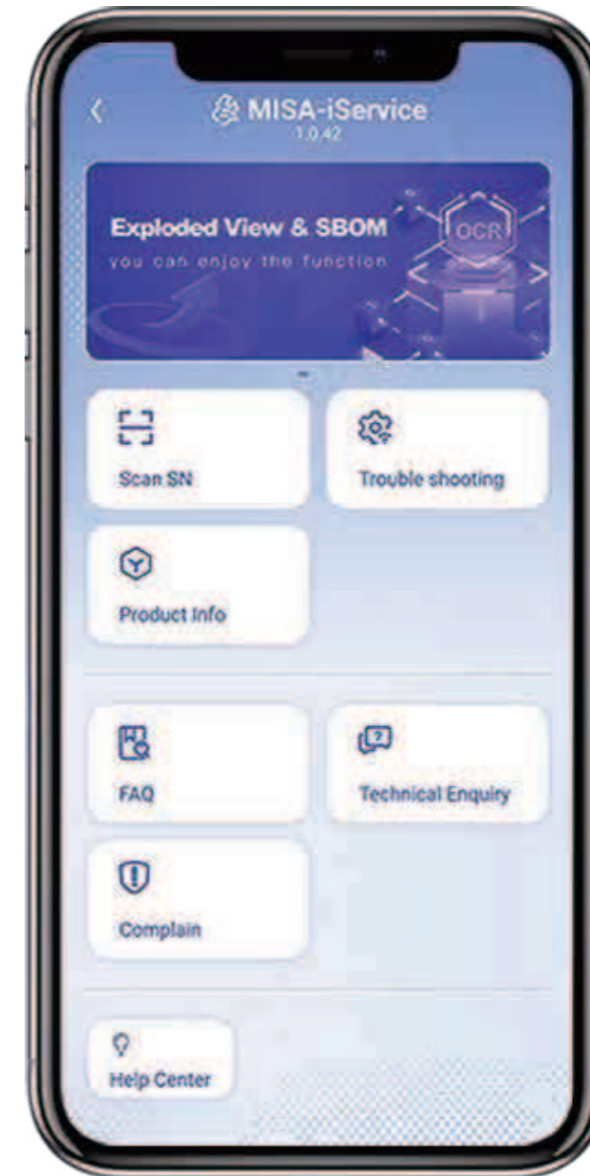 MISA-iService
1.0.42
Exploded View & SBOM
you can enjoy the function
OCR
Scan SN
Trouble shooting
Product Info
FAQ
Technical Enquiry
Complain
Help Center